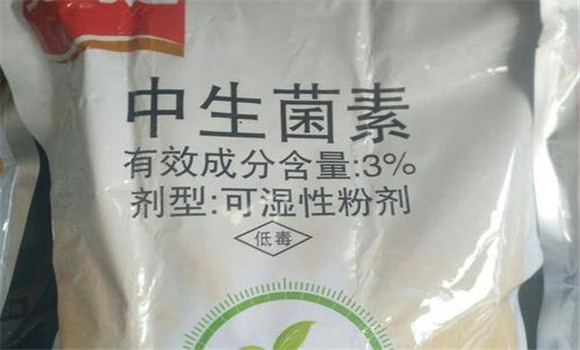 中生菌素
有效成分含量:3%
剂型:可湿性粉剂
低毒